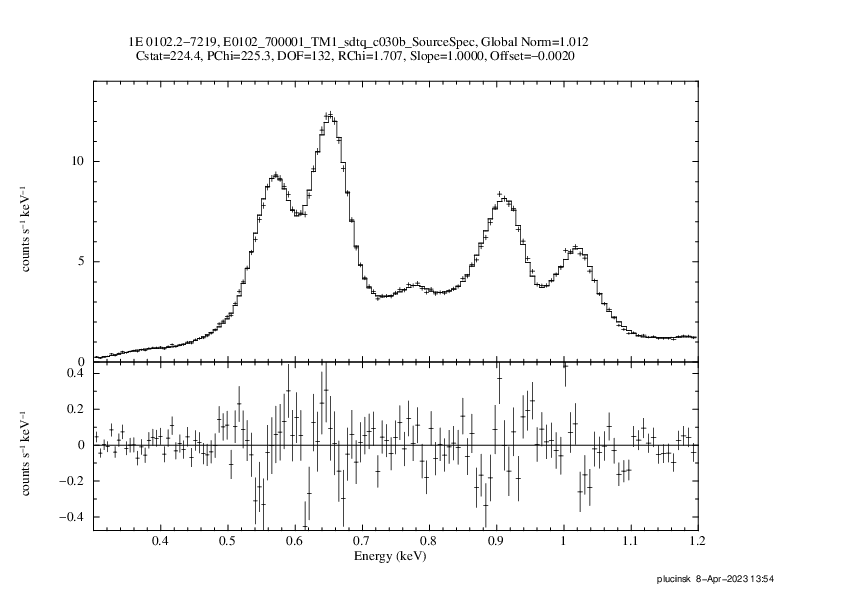 1E 0102.2−7219, E0102_700001_TM1_sdtq_c030b_SourceSpec, Global Norm=1.012
Cstat=224.4, PChi=225.3, DOF=132, RChi=1.707, Slope=1.0000, Offset=−0.0020
10
5
0
counts s⁻¹ keV⁻¹
0.4
0.2
0
−0.2
−0.4
counts s⁻¹ keV⁻¹
0.4 0.5 0.6 0.7 0.8 0.9 1 1.1 1.2
Energy (keV)
plucinsk 8−Apr−2023 13:54